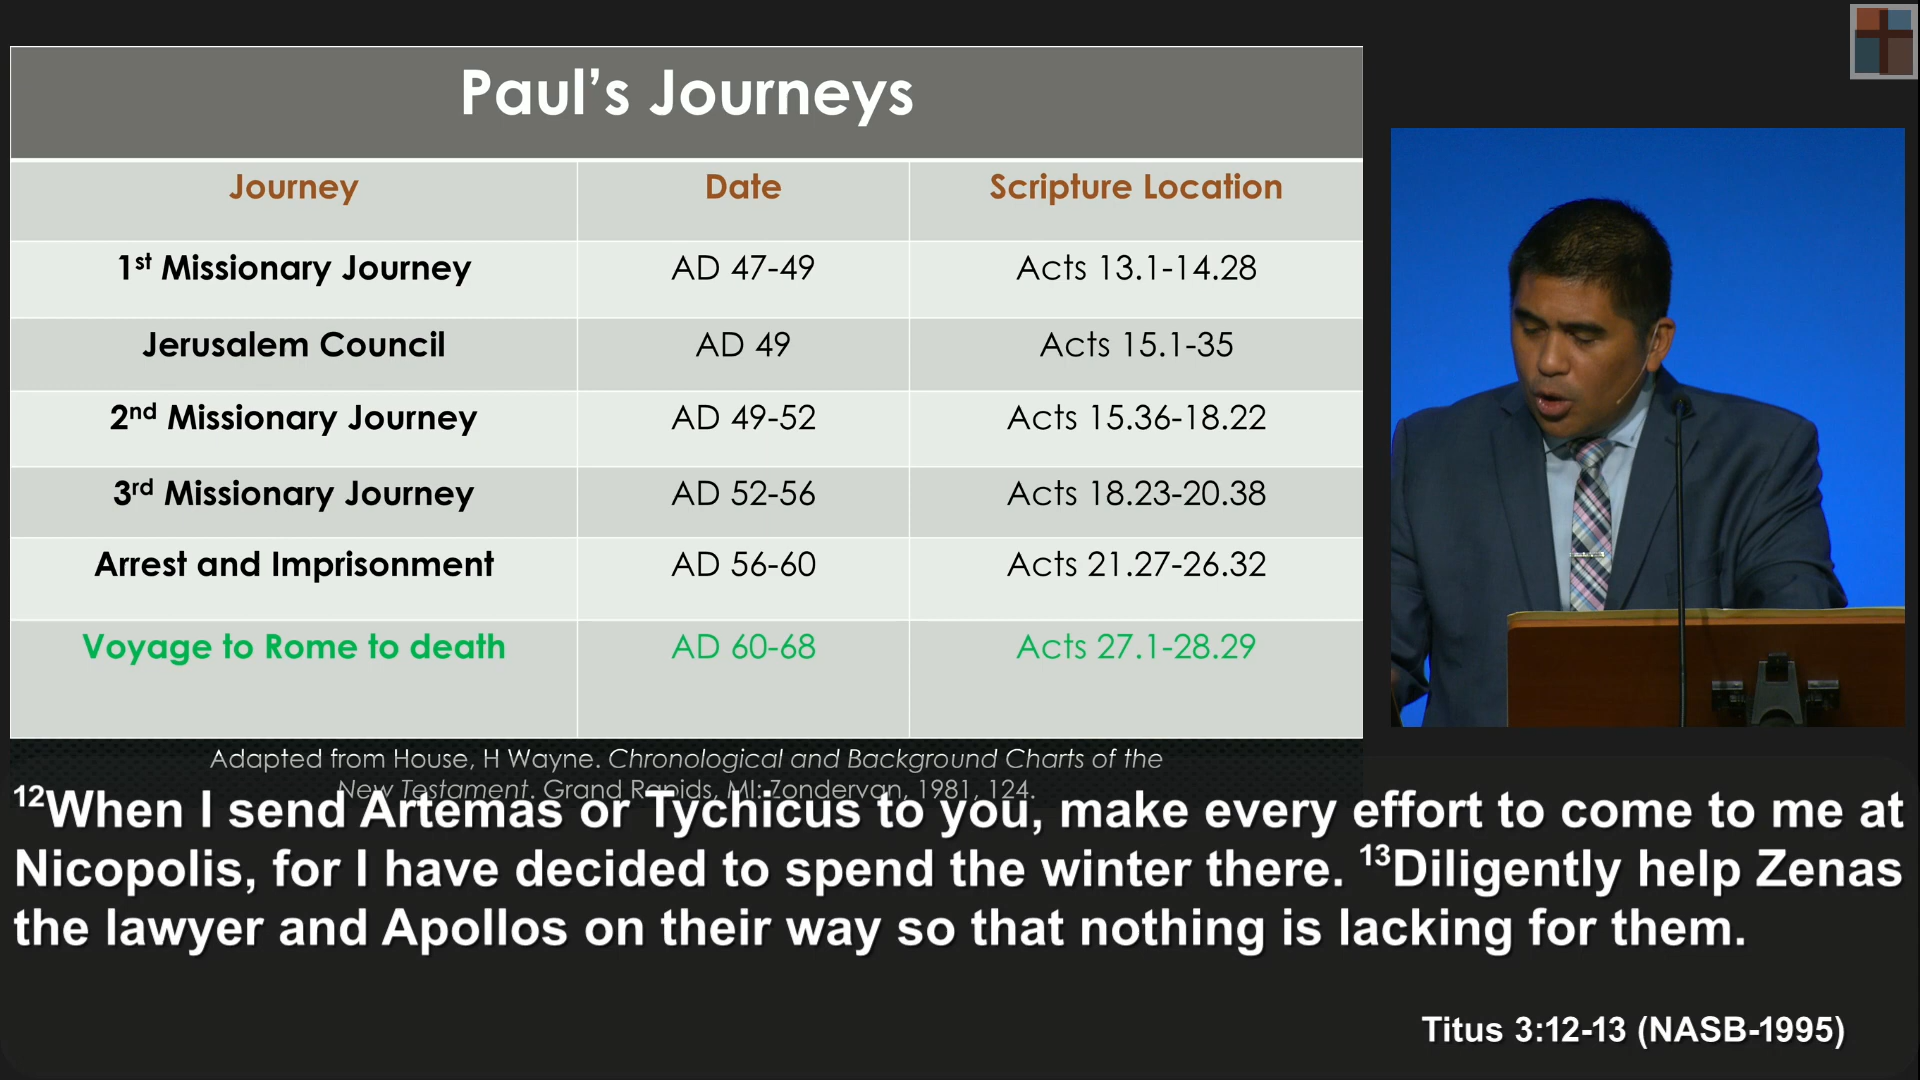 Paul’s Journeys
Journey Date Scripture Location
1st Missionary Journey AD 47-49 Acts 13.1-14.28
Jerusalem Council AD 49 Acts 15.1-35
2nd Missionary Journey AD 49-52 Acts 15.36-18.22
3rd Missionary Journey AD 52-56 Acts 18.23-20.38
Arrest and Imprisonment AD 56-60 Acts 21.27-26.32
Voyage to Rome to death AD 60-68 Acts 27.1-28.29
Adapted from House, H Wayne. Chronological and Background Charts of the
New Testament. Grand Rapids, MI: Zondervan, 1981, 124.
12When I send Artemas or Tychicus to you, make every effort to come to me at
Nicopolis, for I have decided to spend the winter there. 13Diligently help Zenas
the lawyer and Apollos on their way so that nothing is lacking for them.
Titus 3:12-13 (NASB-1995)